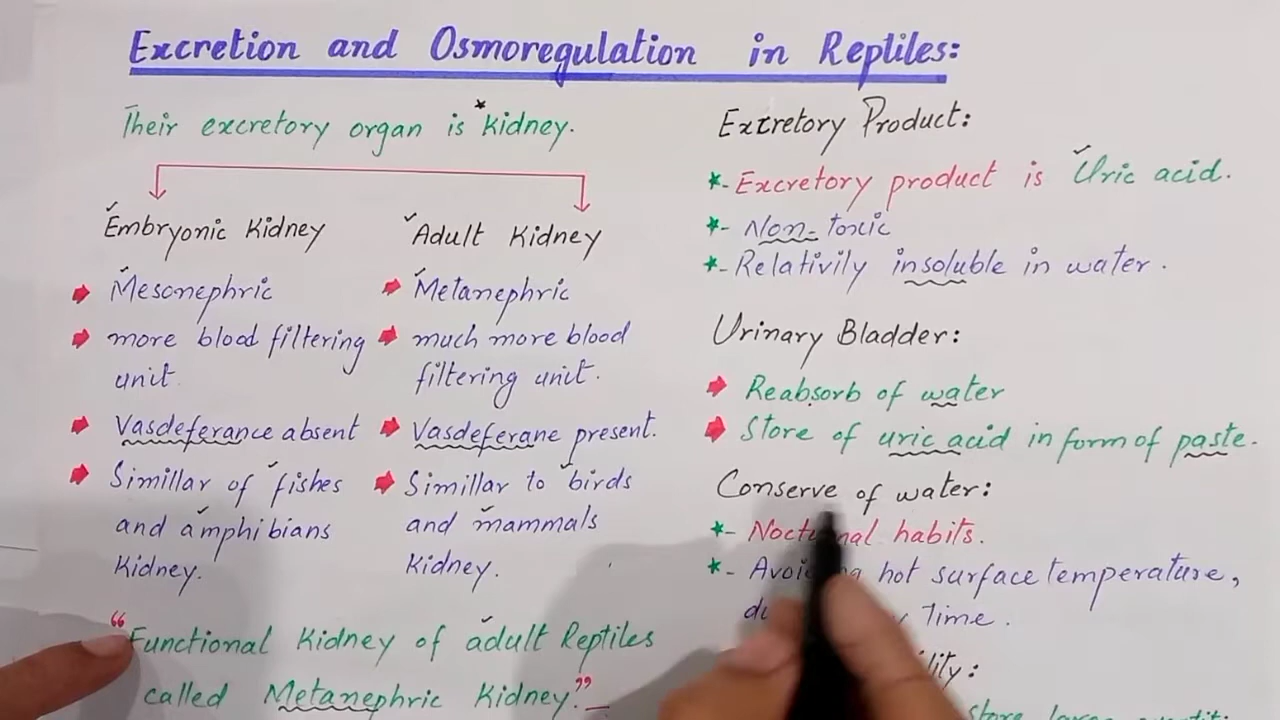 Excretion and Osmoregulation in Reptiles:
Their excretory organ is *kidney.
Embryonic Kidney
Mesonephric
more blood filtering
unit.
Vasdeferance absent
Simillar of fishes
and amphibians
kidney.
Adult Kidney
Metanephric
much more blood
filtering unit.
Vasdeferane present.
Simillar to birds
and mammals
kidney.
"Functional kidney of adult Reptiles
called Metanephric Kidney."
Extretory Product:
*-Excretory product is Uric acid.
*- Non-toxic
*-Relativily insoluble in water.
Urinary Bladder:
Reabsorb of water
Store of uric acid in form of paste.
Conserve of water:
*- Nocturnal habits.
*- Avoiding hot surface temperature,
time.
store large